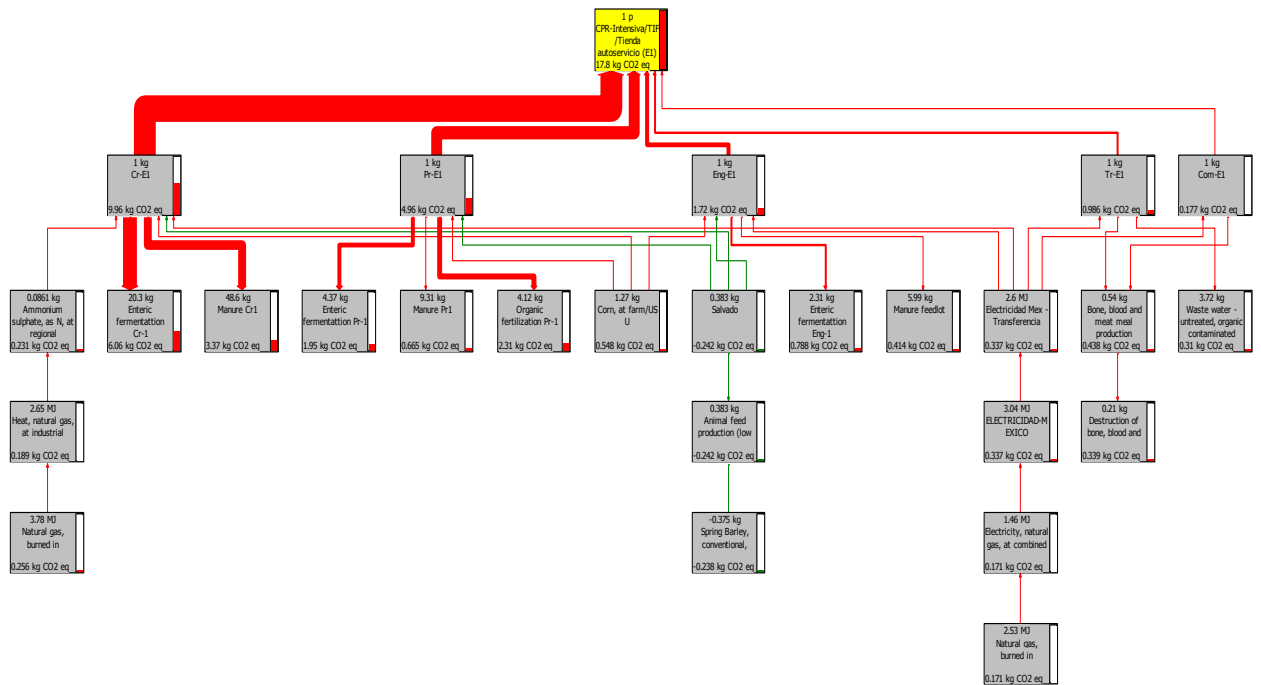 1 p
CPR-Intensiva/TIF
/Tienda
autoservicio (E1)
17.8 kg CO2 eq
1 kg
Cr-E1
9.96 kg CO2 eq
1 kg
Pr-E1
4.96 kg CO2 eq
1 kg
Eng-E1
1.72 kg CO2 eq
1 kg
Tr-E1
0.986 kg CO2 eq
1 kg
Com-E1
0.177 kg CO2 eq
0.0861 kg
Ammonium
sulphate, as N, at
regional
0.231 kg CO2 eq
20.3 kg
Enteric
fermentattion
Cr-1
6.06 kg CO2 eq
48.6 kg
Manure Cr1
3.37 kg CO2 eq
4.37 kg
Enteric
fermentattion Pr-1
1.95 kg CO2 eq
9.31 kg
Manure Pr1
0.665 kg CO2 eq
4.12 kg
Organic
fertilization Pr-1
2.31 kg CO2 eq
1.27 kg
Corn, at farm/US
U
0.548 kg CO2 eq
0.383 kg
Salvado
-0.242 kg CO2 eq
2.31 kg
Enteric
fermentattion
Eng-1
0.788 kg CO2 eq
5.99 kg
Manure feedlot
0.414 kg CO2 eq
2.6 MJ
Electricidad Mex -
Transferencia
0.337 kg CO2 eq
0.54 kg
Bone, blood and
meat meal
production
0.438 kg CO2 eq
3.72 kg
Waste water -
untreated, organic
contaminated
0.31 kg CO2 eq
2.65 MJ
Heat, natural gas,
at industrial
0.189 kg CO2 eq
0.383 kg
Animal feed
production (low
-0.242 kg CO2 eq
3.04 MJ
ELECTRICIDAD-M
EXICO
0.337 kg CO2 eq
0.21 kg
Destruction of
bone, blood and
0.339 kg CO2 eq
3.78 MJ
Natural gas,
burned in
0.256 kg CO2 eq
-0.375 kg
Spring Barley,
conventional,
-0.238 kg CO2 eq
1.46 MJ
Electricity, natural
gas, at combined
0.171 kg CO2 eq
2.53 MJ
Natural gas,
burned in
0.171 kg CO2 eq